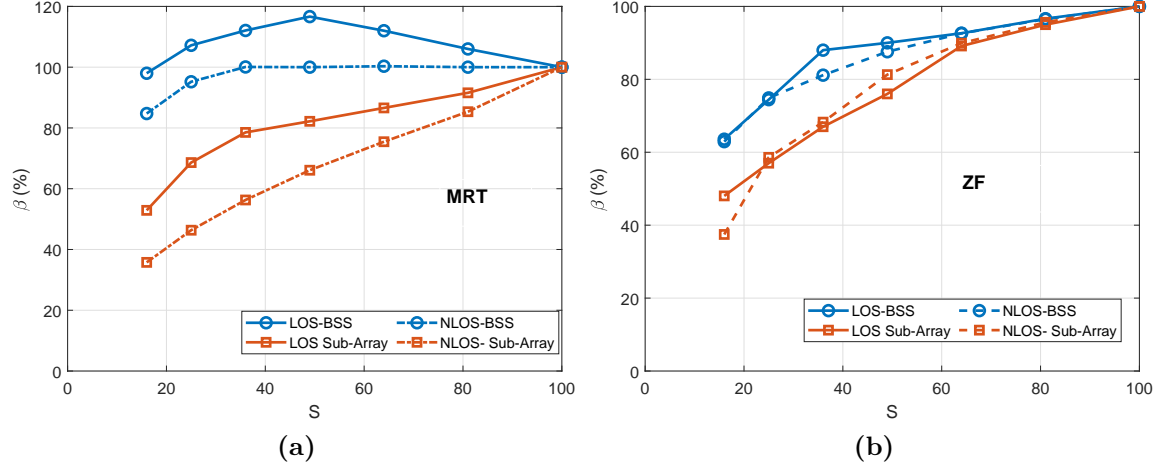 120
100
80
60
40
20
0
β (%)
MRT
LOS-BSS
NLOS-BSS
LOS Sub-Array
NLOS- Sub-Array
0 20 40 60 80 100
S
(a)
100
80
60
40
20
0
β (%)
ZF
LOS-BSS
NLOS-BSS
LOS Sub-Array
NLOS- Sub-Array
0 20 40 60 80 100
S
(b)